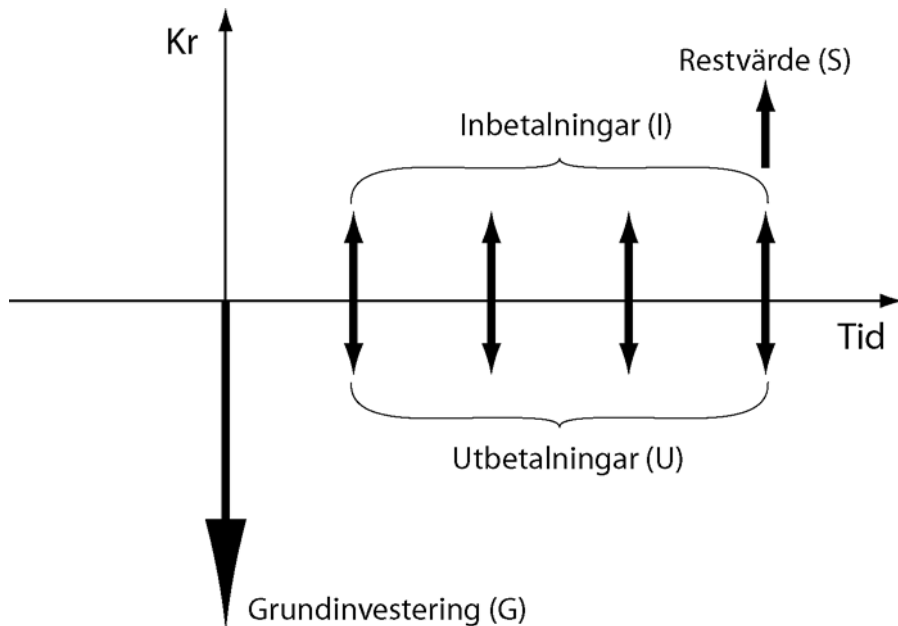 Kr
Restvärde (S)
Inbetalningar (I)
Tid
Utbetalningar (U)
Grundinvestering (G)